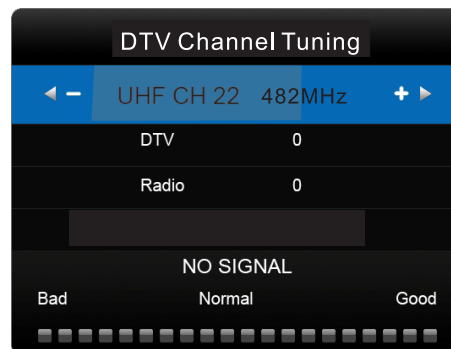 DTV Channel Tuning
− UHF CH 22 482MHz +
DTV 0
Radio 0
NO SIGNAL
Bad Normal Good